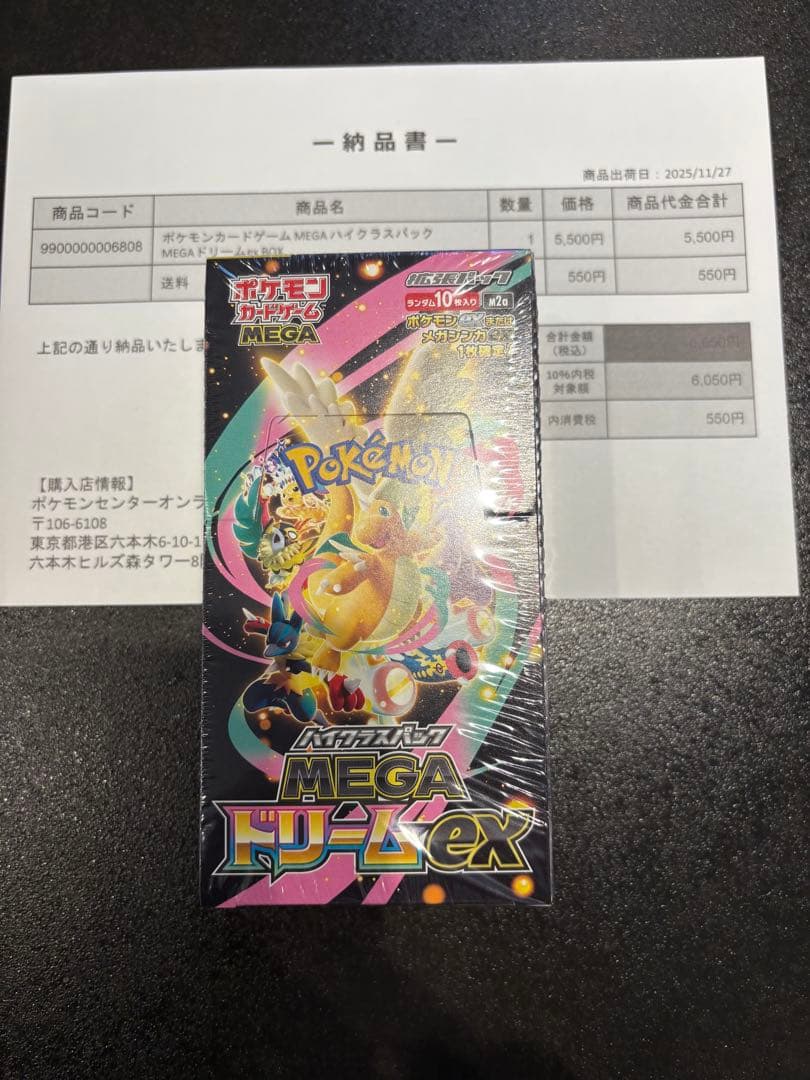 ー納品書ー
商品出荷日：2025/11/27
商品コード 商品名 数量 価格 商品代金合計
9900000006808 ポケモンカードゲーム MEGA ハイクラスパック
MEGAドリームex BOX 1 5,500円 5,500円
送料 550円 550円
上記の通り納品いたしま
合計金額
(税込)
10%内税
対象額 6,050円
内消費税 550円
【購入店情報】
ポケモンセンターオンラ
〒106-6108
東京都港区六本木6-10-1
六本木ヒルズ森タワー8
ポケモン
カードゲーム
MEGA
拡張パック
ランダム10枚入り M2a
ポケモンexまたは
メガシンカex
1枚確定
POKÉMON
ハイクラスパック
MEGA
ドリームex